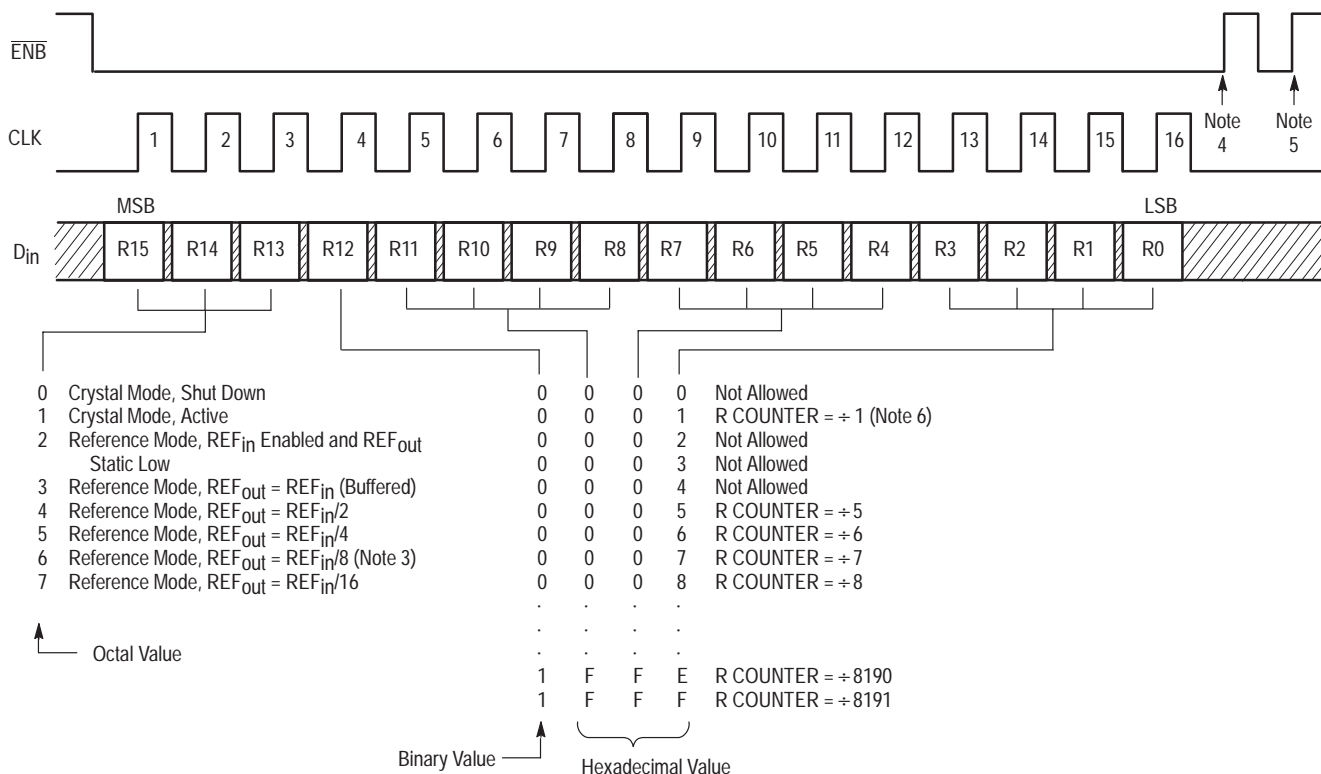 ENB
Note 4
Note 5
CLK
1 2 3 4 5 6 7 8 9 10 11 12 13 14 15 16
MSB
LSB
Din
R15 R14 R13 R12 R11 R10 R9 R8 R7 R6 R5 R4 R3 R2 R1 R0
0 Crystal Mode, Shut Down
1 Crystal Mode, Active
2 Reference Mode, REFin Enabled and REFout
Static Low
3 Reference Mode, REFout = REFin (Buffered)
4 Reference Mode, REFout = REFin/2
5 Reference Mode, REFout = REFin/4
6 Reference Mode, REFout = REFin/8 (Note 3)
7 Reference Mode, REFout = REFin/16
Octal Value
0 0 0 0 Not Allowed
0 0 0 1 R COUNTER = ÷ 1 (Note 6)
0 0 0 2 Not Allowed
0 0 0 3 Not Allowed
0 0 0 4 Not Allowed
0 0 0 5 R COUNTER = ÷ 5
0 0 0 6 R COUNTER = ÷ 6
0 0 0 7 R COUNTER = ÷ 7
0 0 0 8 R COUNTER = ÷ 8
. . . .
. . . .
. . . .
1 F F E R COUNTER = ÷ 8190
1 F F F R COUNTER = ÷ 8191
Binary Value
Hexadecimal Value